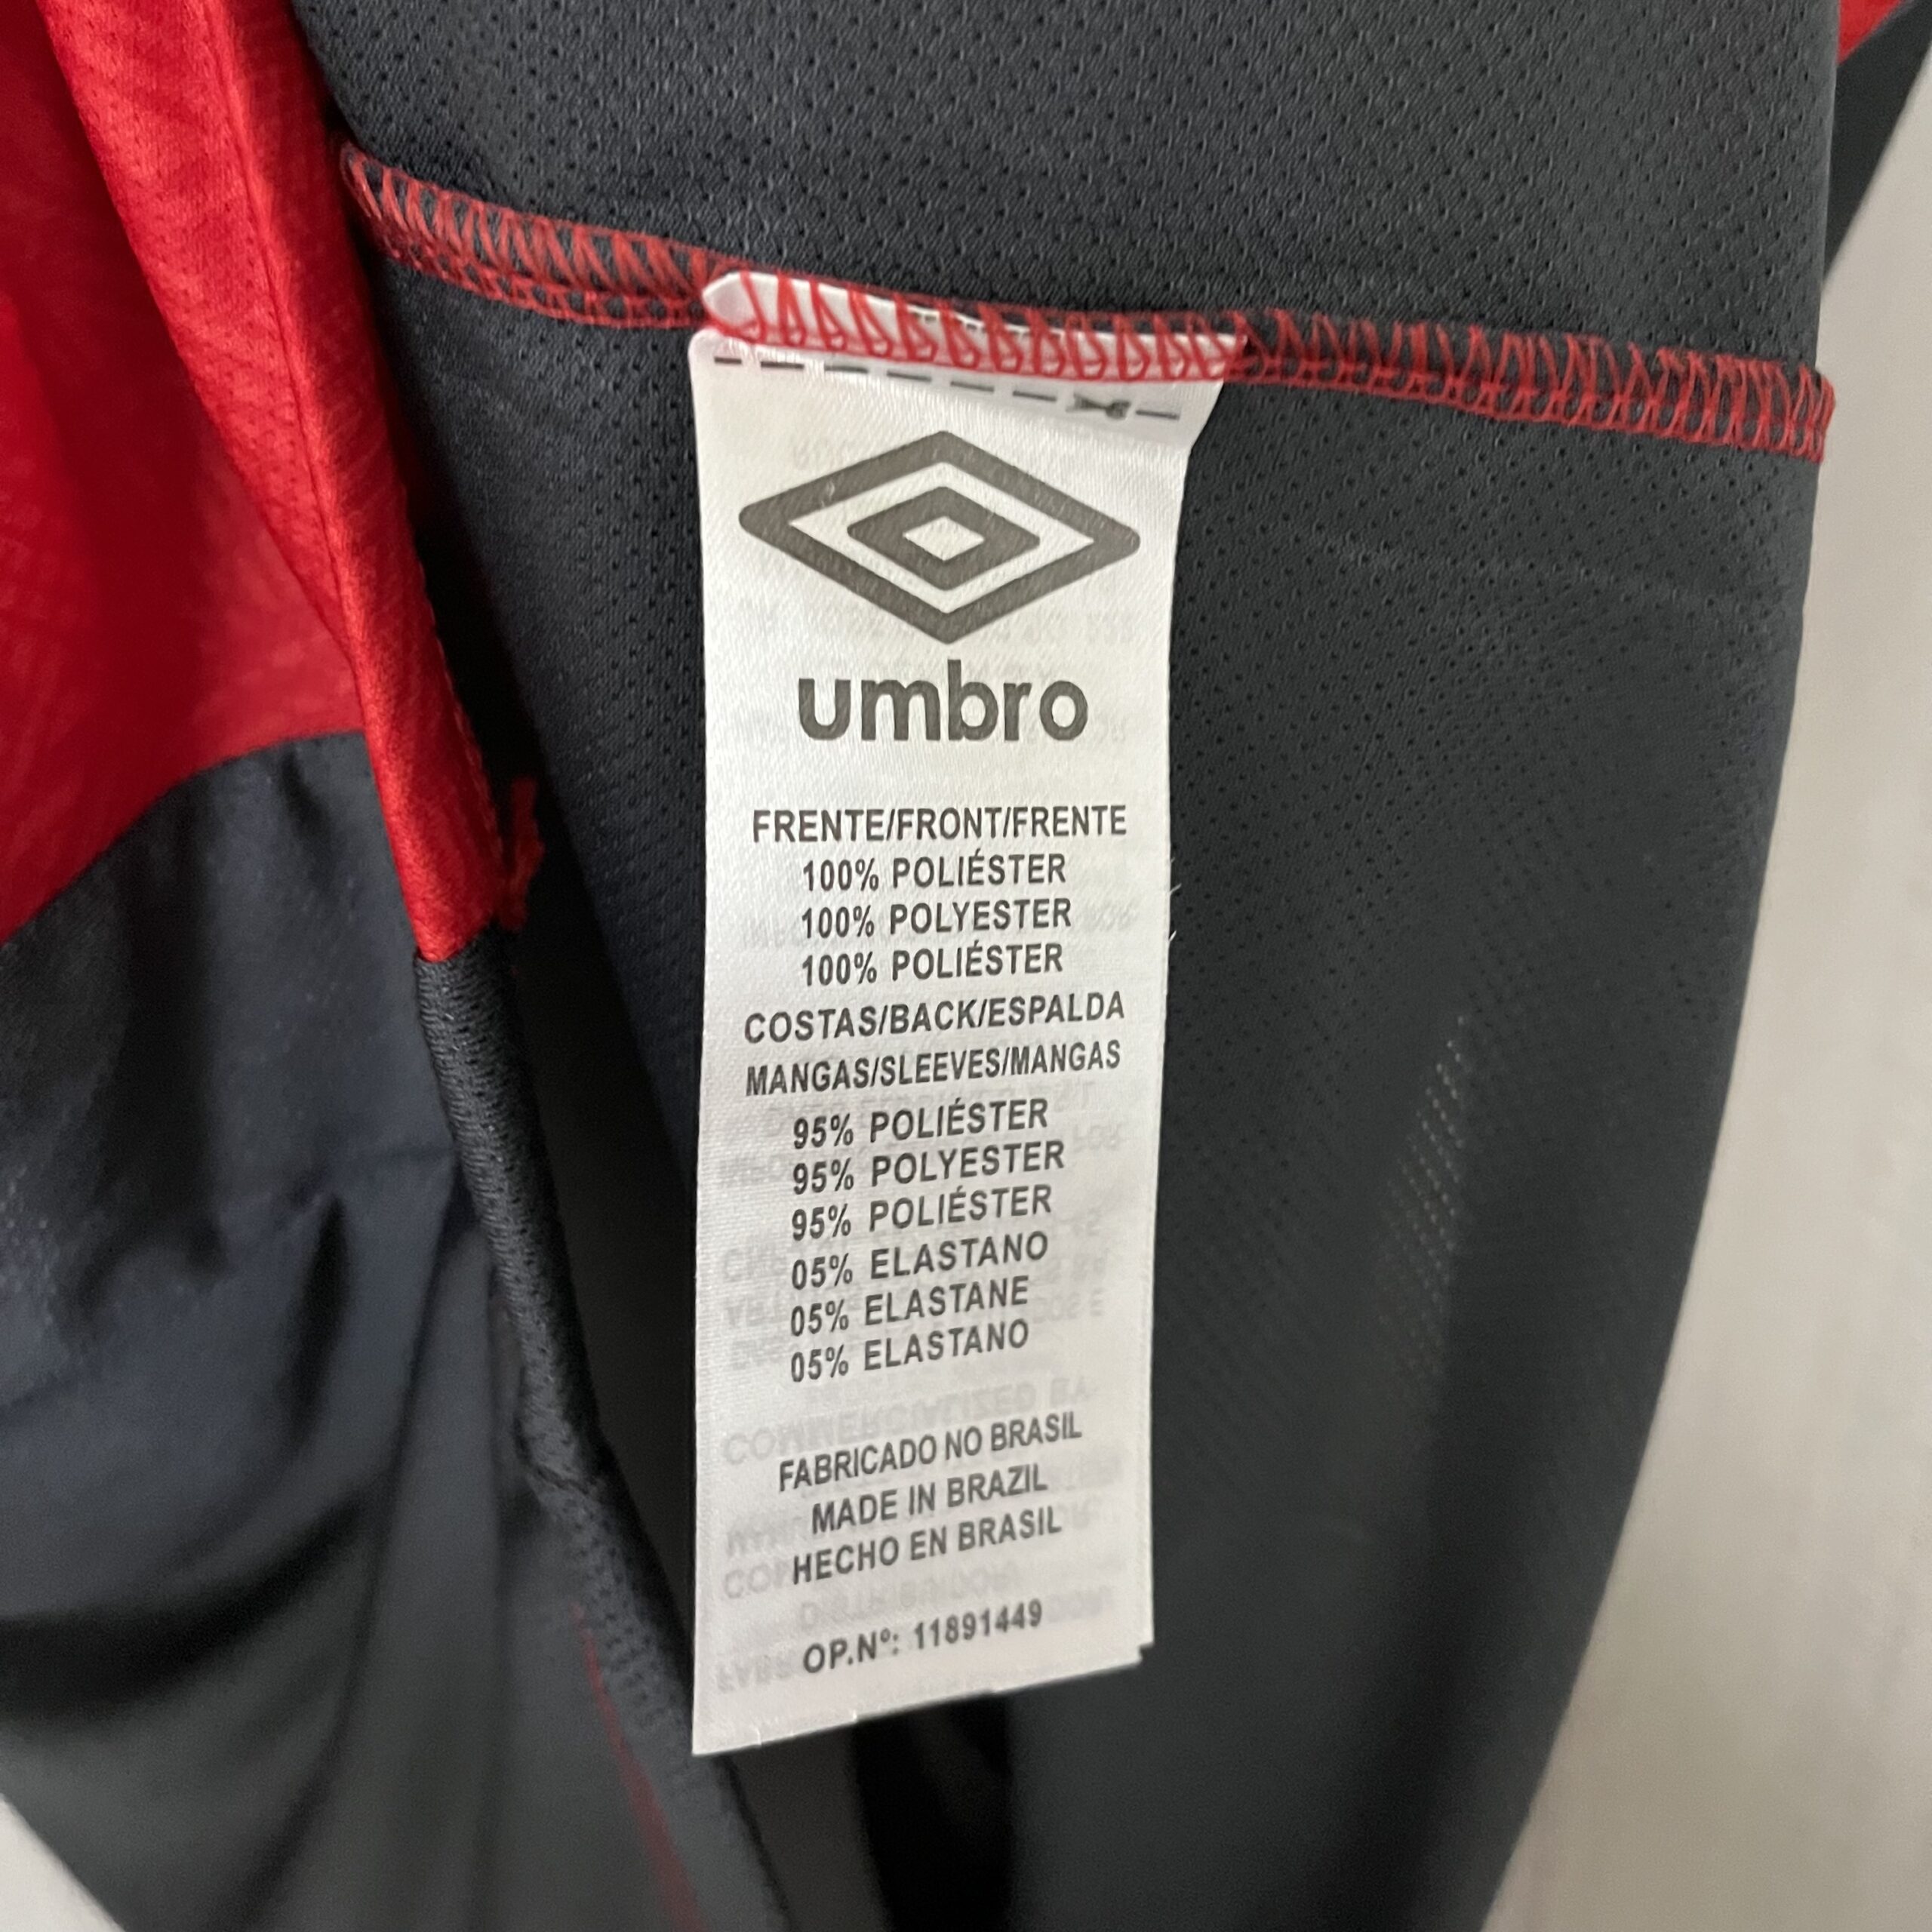 umbro
FRENTE/FRONT/FRENTE
100% POLIÉSTER
100% POLYESTER
100% POLIÉSTER
COSTAS/BACK/ESPALDA
MANGAS/SLEEVES/MANGAS
95% POLIÉSTER
95% POLYESTER
95% POLIÉSTER
05% ELASTANO
05% ELASTANE
05% ELASTANO
FABRICADO NO BRASIL
MADE IN BRAZIL
HECHO EN BRASIL
OP.Nº: 11891449